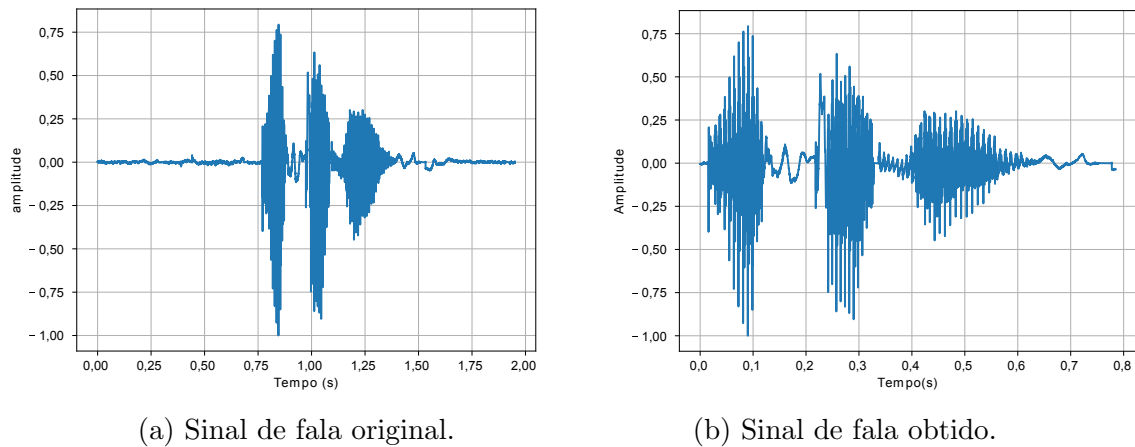 0,75
0,50
0,25
0,00
− 0,25
− 0,50
− 0,75
− 1,00
amplitude
0,00 0,25 0,50 0,75 1,00 1,25 1,50 1,75 2,00
Tempo (s)
(a) Sinal de fala original.
0,75
0,50
0,25
0,00
− 0,25
− 0,50
− 0,75
− 1,00
Amplitude
0,0 0,1 0,2 0,3 0,4 0,5 0,6 0,7 0,8
Tempo(s)
(b) Sinal de fala obtido.